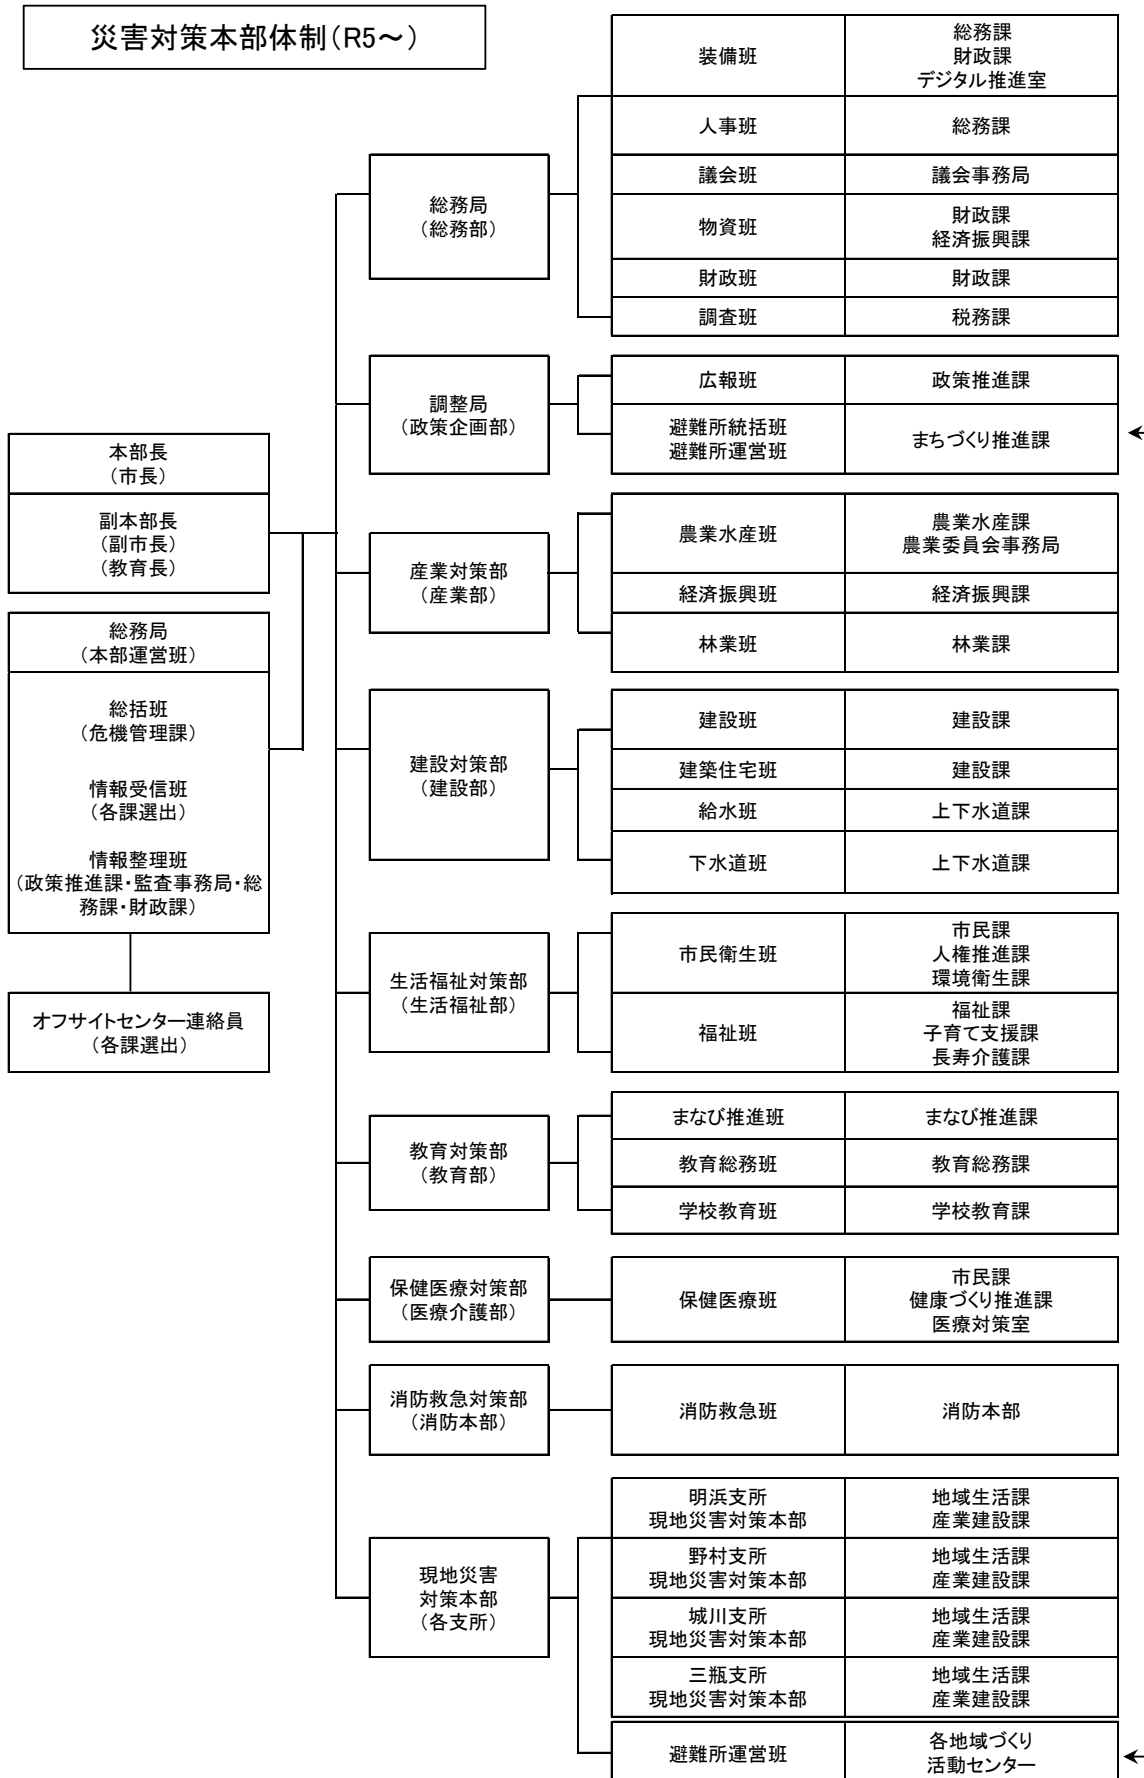 災害対策本部体制（R5～）
本部長
（市長）
副本部長
（副市長）
（教育長）
総務局
（本部運営班）
総括班
（危機管理課）
情報受信班
（各課選出）
情報整理班
（政策推進課・監査事務局・総
務課・財政課）
オフサイトセンター連絡員
（各課選出）
総務局
（総務部）
装備班
総務課
財政課
デジタル推進室
人事班
総務課
議会班
議会事務局
物資班
財政課
経済振興課
財政班
財政課
調査班
税務課
調整局
（政策企画部）
広報班
政策推進課
避難所統括班
避難所運営班
まちづくり推進課
産業対策部
（産業部）
農業水産班
農業水産課
農業委員会事務局
経済振興班
経済振興課
林業班
林業課
建設対策部
（建設部）
建設班
建設課
建築住宅班
建設課
給水班
上下水道課
下水道班
上下水道課
生活福祉対策部
（生活福祉部）
市民衛生班
市民課
人権推進課
環境衛生課
福祉班
福祉課
子育て支援課
長寿介護課
教育対策部
（教育部）
まなび推進班
まなび推進課
教育総務班
教育総務課
学校教育班
学校教育課
保健医療対策部
（医療介護部）
保健医療班
市民課
健康づくり推進課
医療対策室
消防救急対策部
（消防本部）
消防救急班
消防本部
現地災害
対策本部
（各支所）
明浜支所
現地災害対策本部
地域生活課
産業建設課
野村支所
現地災害対策本部
地域生活課
産業建設課
城川支所
現地災害対策本部
地域生活課
産業建設課
三瓶支所
現地災害対策本部
地域生活課
産業建設課
避難所運営班
各地域づくり
活動センター